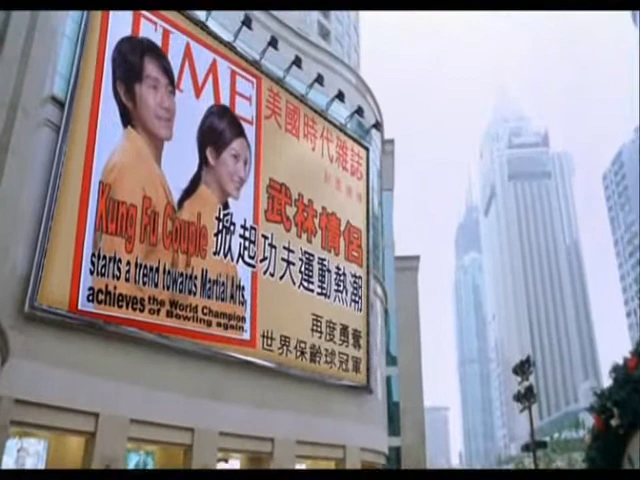 TIME
美國時代雜誌
武林情侶
掀起功夫運動熱潮
再度勇奪
世界保齡球冠軍
Kung Fu Couple
starts a trend towards Martial Arts,
achieves the World Champion
of Bowling again.